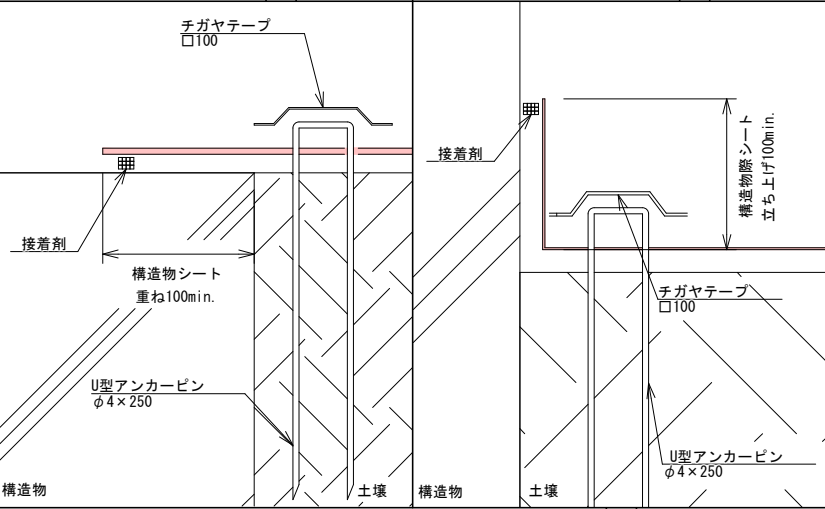 チガヤテープ
□100
接着剤
構造物シート
重ね100min.
U型アンカーピン
φ4×250
構造物
土壌
接着剤
構造物際シート
立ち上げ100min.
チガヤテープ
□100
U型アンカーピン
φ4×250
構造物
土壌